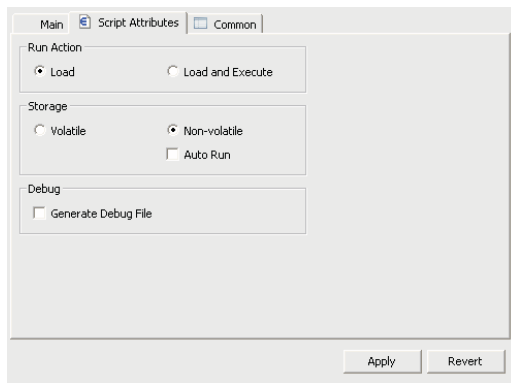 Main Script Attributes Common
Run Action
Load Load and Execute
Storage
Volatile Non-volatile
Auto Run
Debug
Generate Debug File
Apply Revert